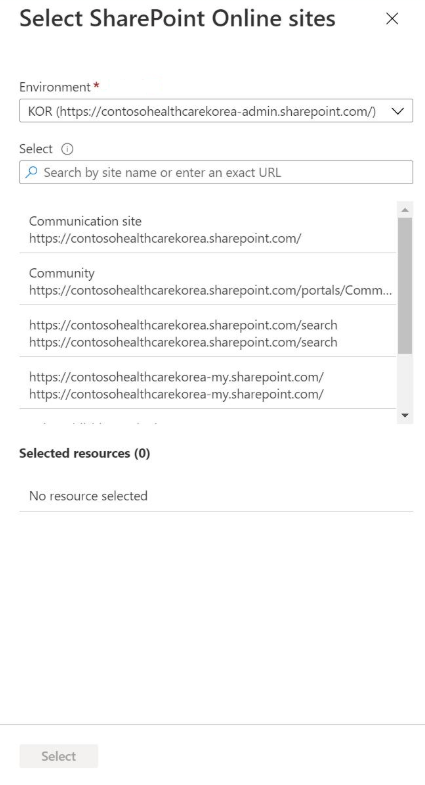 Select SharePoint Online sites
Environment *
KOR (https://contosohealthcarekorea-admin.sharepoint.com/)
Select
Search by site name or enter an exact URL
Communication site
https://contosohealthcarekorea.sharepoint.com/
Community
https://contosohealthcarekorea.sharepoint.com/portals/Comm...
https://contosohealthcarekorea.sharepoint.com/search
https://contosohealthcarekorea.sharepoint.com/search
https://contosohealthcarekorea-my.sharepoint.com/
https://contosohealthcarekorea-my.sharepoint.com/
Selected resources (0)
No resource selected
Select